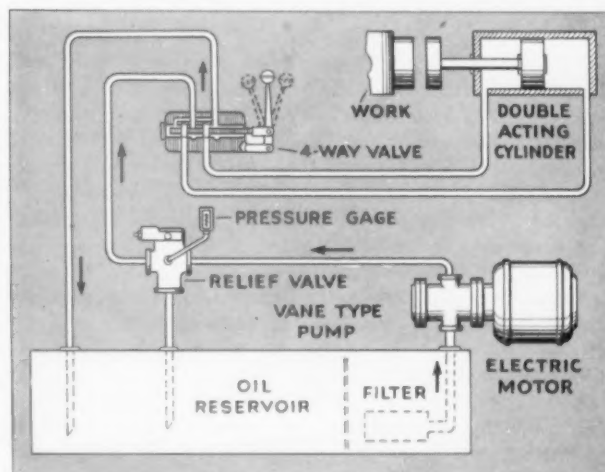 WORK
DOUBLE
ACTING
CYLINDER
4-WAY VALVE
PRESSURE GAGE
RELIEF VALVE
VANE TYPE
PUMP
ELECTRIC
MOTOR
OIL
RESERVOIR
FILTER